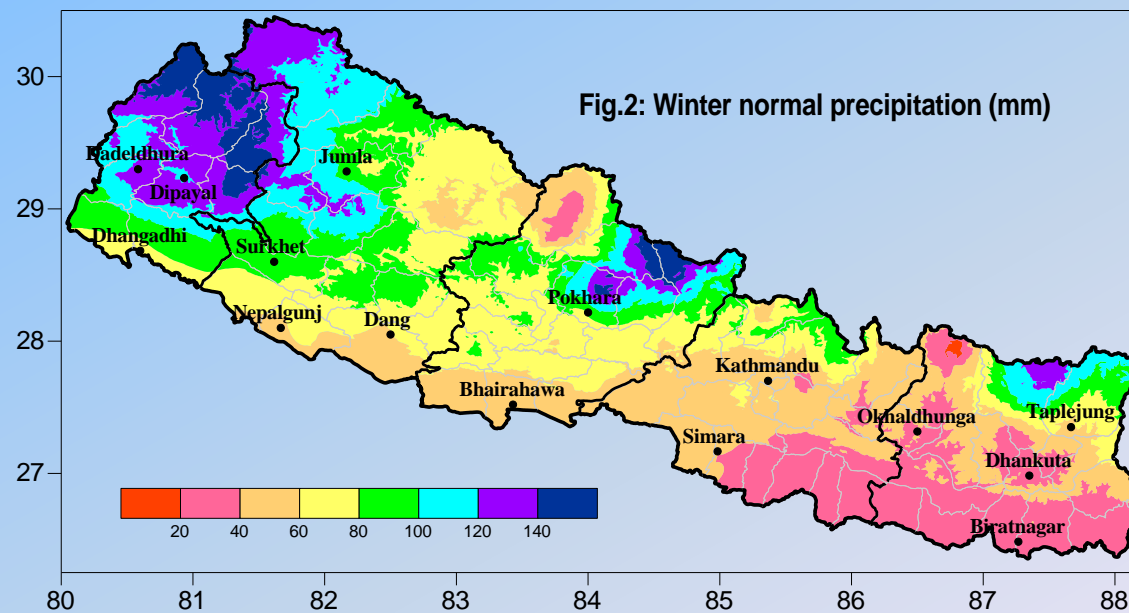 30
Fig.2: Winter normal precipitation (mm)
Dadeldhura
Jumla
Dipayal
29
Dhangadhi
Surkhet
Pokhara
Nepalgunj
Dang
28
Kathmandu
Bhairahawa
Okhaldhunga
Taplejung
Simara
Dhankuta
27
Biratnagar
20 40 60 80 100 120 140
80 81 82 83 84 85 86 87 88